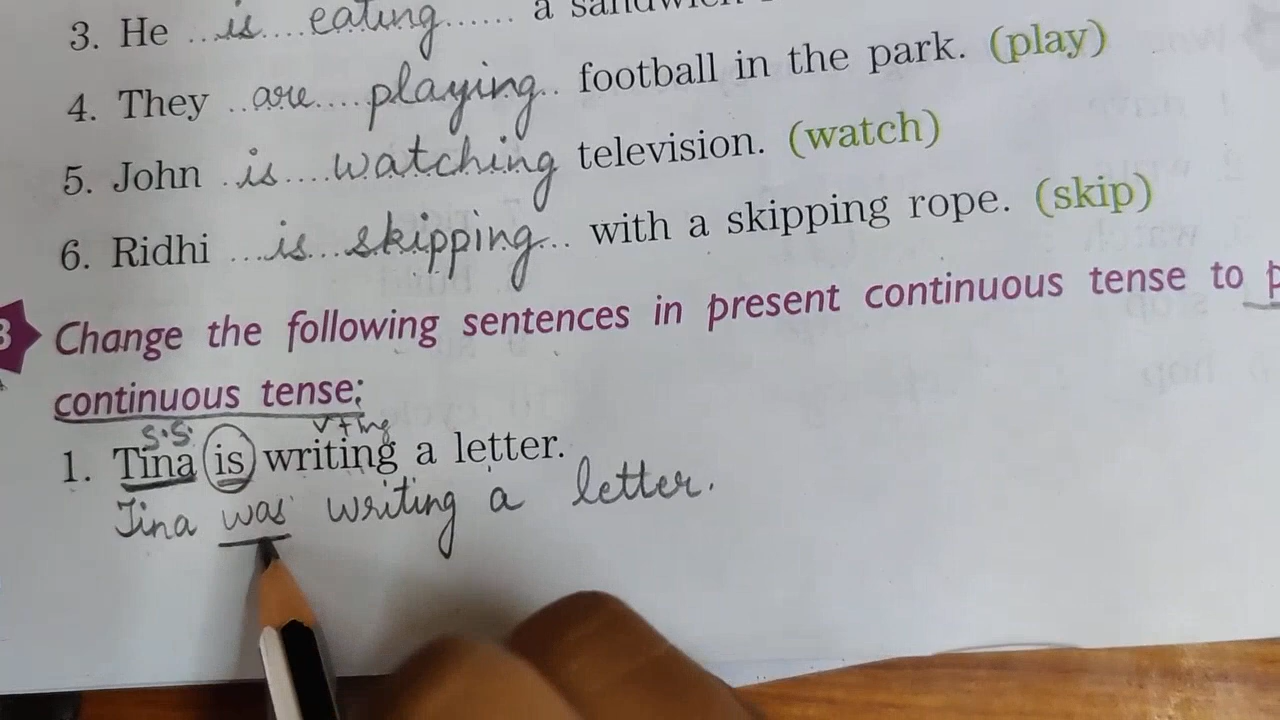 3. He ...is....eating...... a sandwich
4. They ..are.... playing.. football in the park. (play)
5. John ..is....watching television. (watch)
6. Ridhi ...is...skipping... with a skipping rope. (skip)
Change the following sentences in present continuous tense to
continuous tense:
S.S. V+ing
1. Tina is writing a letter.
Tina was writing a letter.